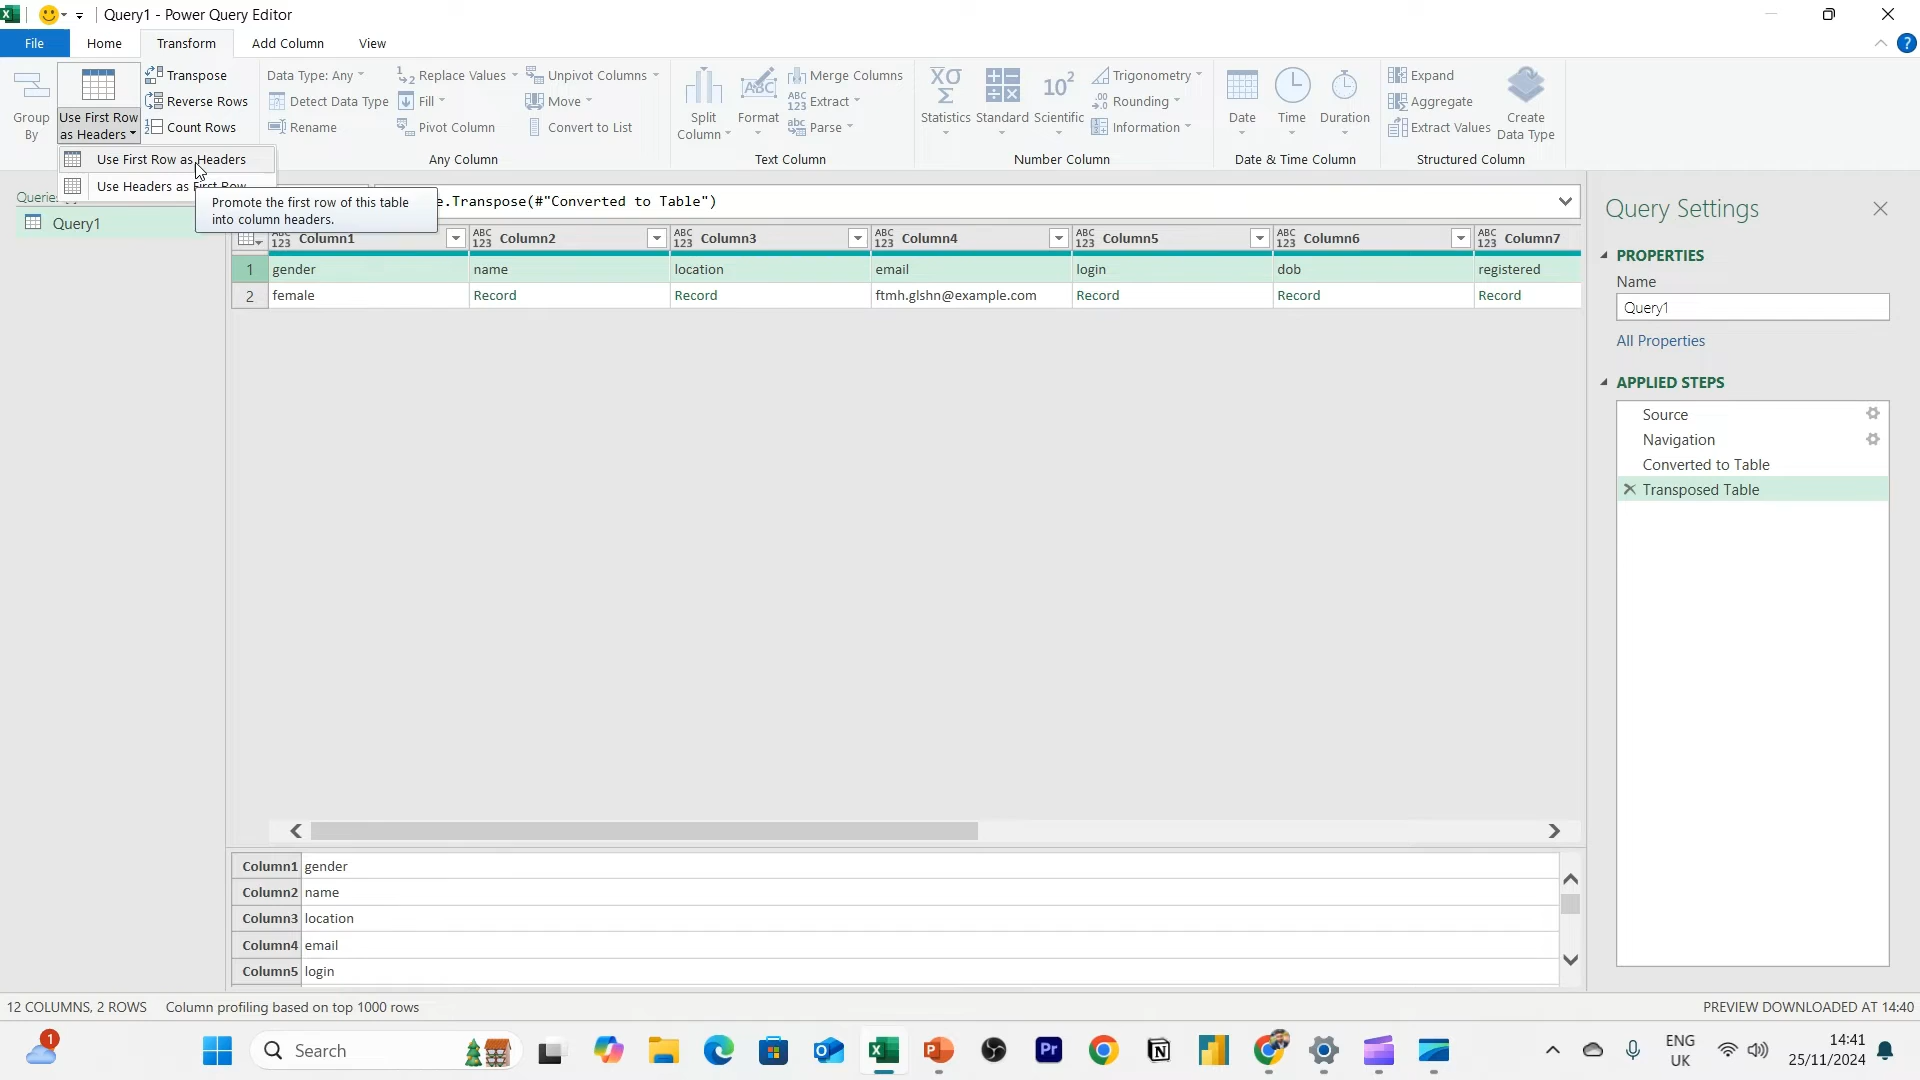 Query1 - Power Query Editor
File
Home
Transform
Add Column
View
Group
By
Use First Row
as Headers
Transpose
Reverse Rows
Count Rows
Data Type: Any
Detect Data Type
Rename
Replace Values
Fill
Pivot Column
Unpivot Columns
Move
Convert to List
Any Column
Split
Column
Format
Merge Columns
Extract
Parse
Text Column
Statistics
Standard
Scientific
Trigonometry
Rounding
Information
Number Column
Date
Time
Duration
Date & Time Column
Expand
Aggregate
Extract Values
Create
Data Type
Structured Column
Use First Row as Headers
Use Headers as First Row
Promote the first row of this table
into column headers.
Queries
Query1
e.Transpose(#"Converted to Table")
Column1
Column2
Column3
Column4
Column5
Column6
Column7
1 gender name location email login dob registered
2 female Record Record ftmh.glshn@example.com Record Record Record
Column1 gender
Column2 name
Column3 location
Column4 email
Column5 login
Query Settings
PROPERTIES
Name
Query1
All Properties
APPLIED STEPS
Source
Navigation
Converted to Table
Transposed Table
12 COLUMNS, 2 ROWS
Column profiling based on top 1000 rows
PREVIEW DOWNLOADED AT 14:40
1
Search
ENG
UK
14:41
25/11/2024